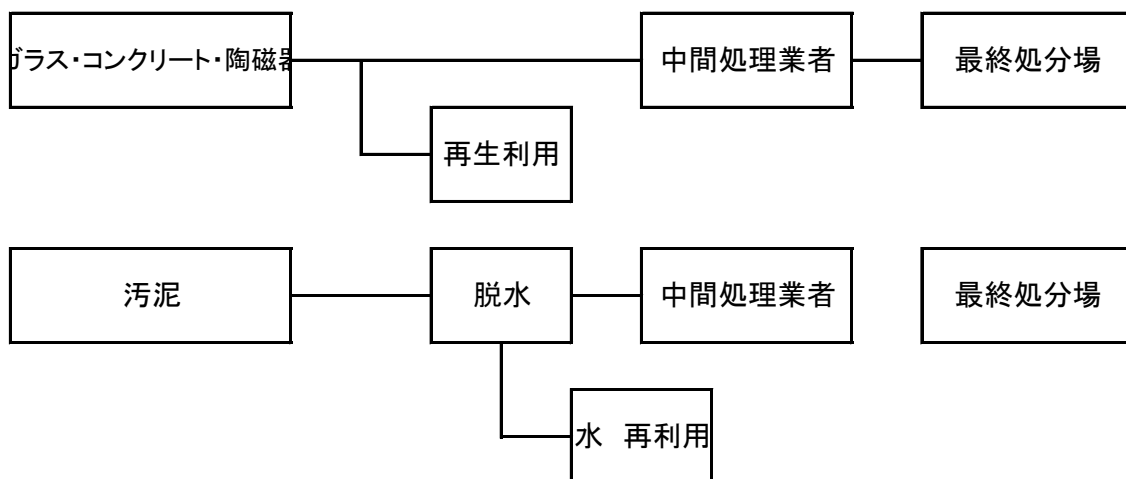 ガラス・コンクリート・陶磁器
中間処理業者
最終処分場
再生利用
汚泥
脱水
中間処理業者
最終処分場
水 再利用